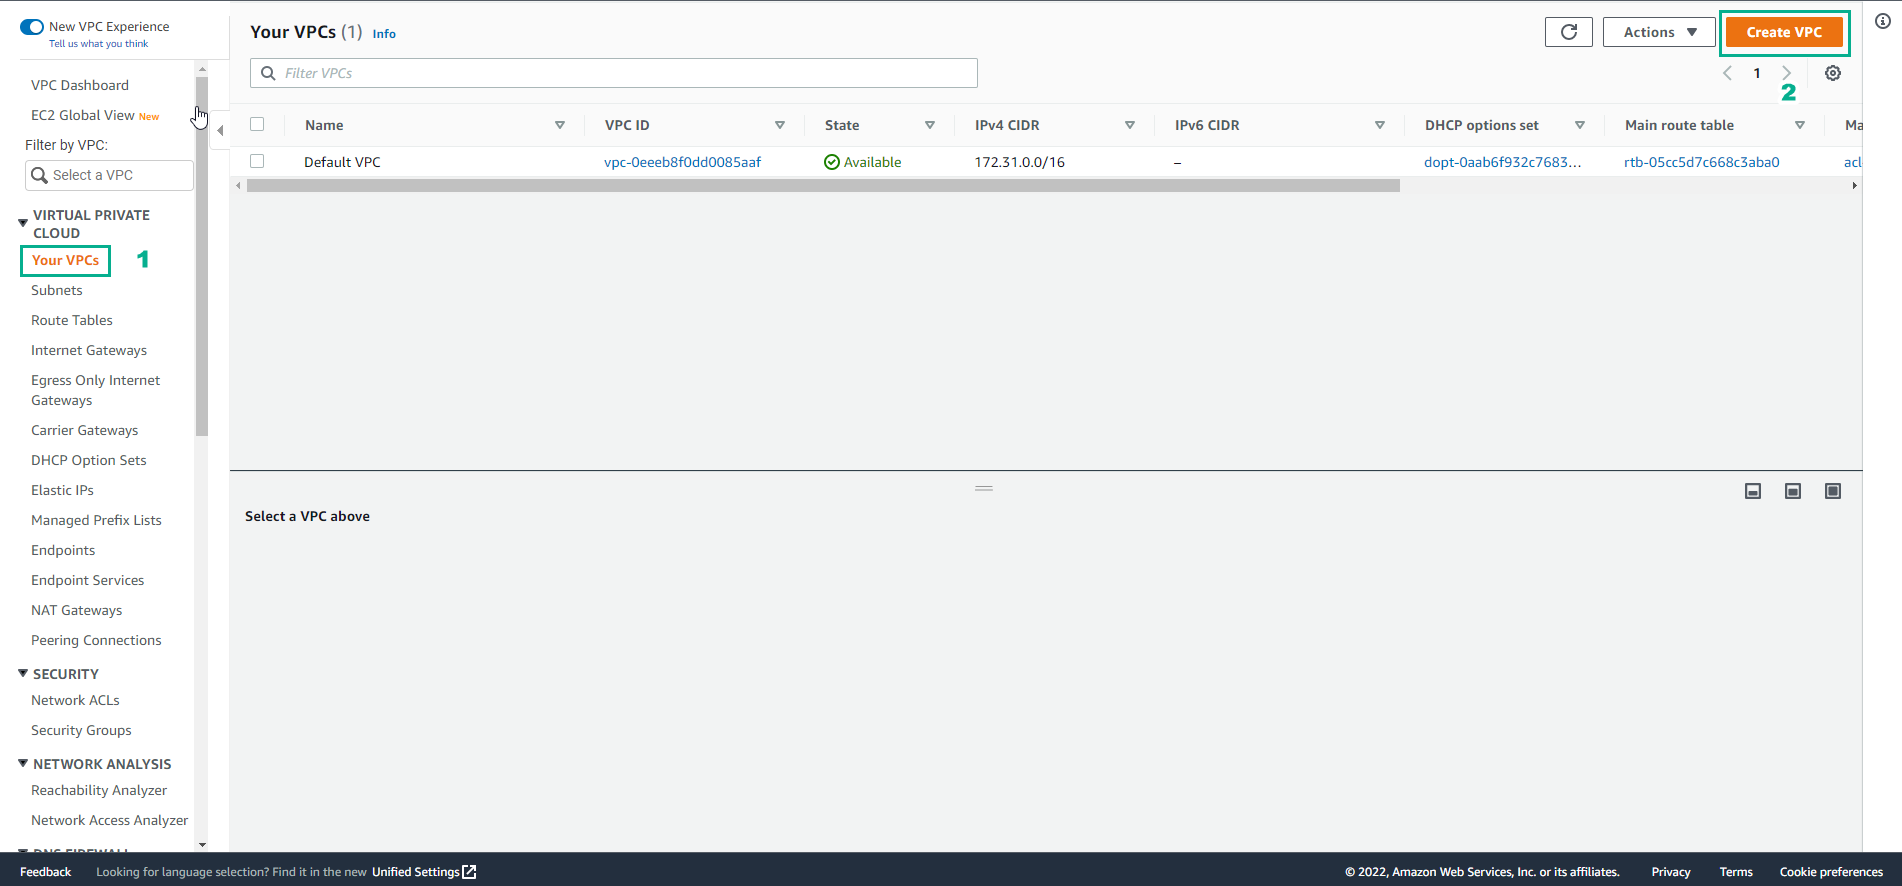 New VPC Experience
Tell us what you think
VPC Dashboard
EC2 Global View New
Filter by VPC:
Select a VPC
VIRTUAL PRIVATE
CLOUD
Your VPCs 1
Subnets
Route Tables
Internet Gateways
Egress Only Internet
Gateways
Carrier Gateways
DHCP Option Sets
Elastic IPs
Managed Prefix Lists
Endpoints
Endpoint Services
NAT Gateways
Peering Connections
SECURITY
Network ACLs
Security Groups
NETWORK ANALYSIS
Reachability Analyzer
Network Access Analyzer
DNS FIREWALL
Your VPCs (1) Info
Actions
Create VPC
Filter VPCs
1
2
Name VPC ID State IPv4 CIDR IPv6 CIDR DHCP options set Main route table Ma
Default VPC vpc-0eeeb8f0dd0085aaf Available 172.31.0.0/16 – dopt-0aab6f932c7683... rtb-05cc5d7c668c3aba0 acl
Select a VPC above
Feedback Looking for language selection? Find it in the new Unified Settings © 2022, Amazon Web Services, Inc. or its affiliates. Privacy Terms Cookie preferences